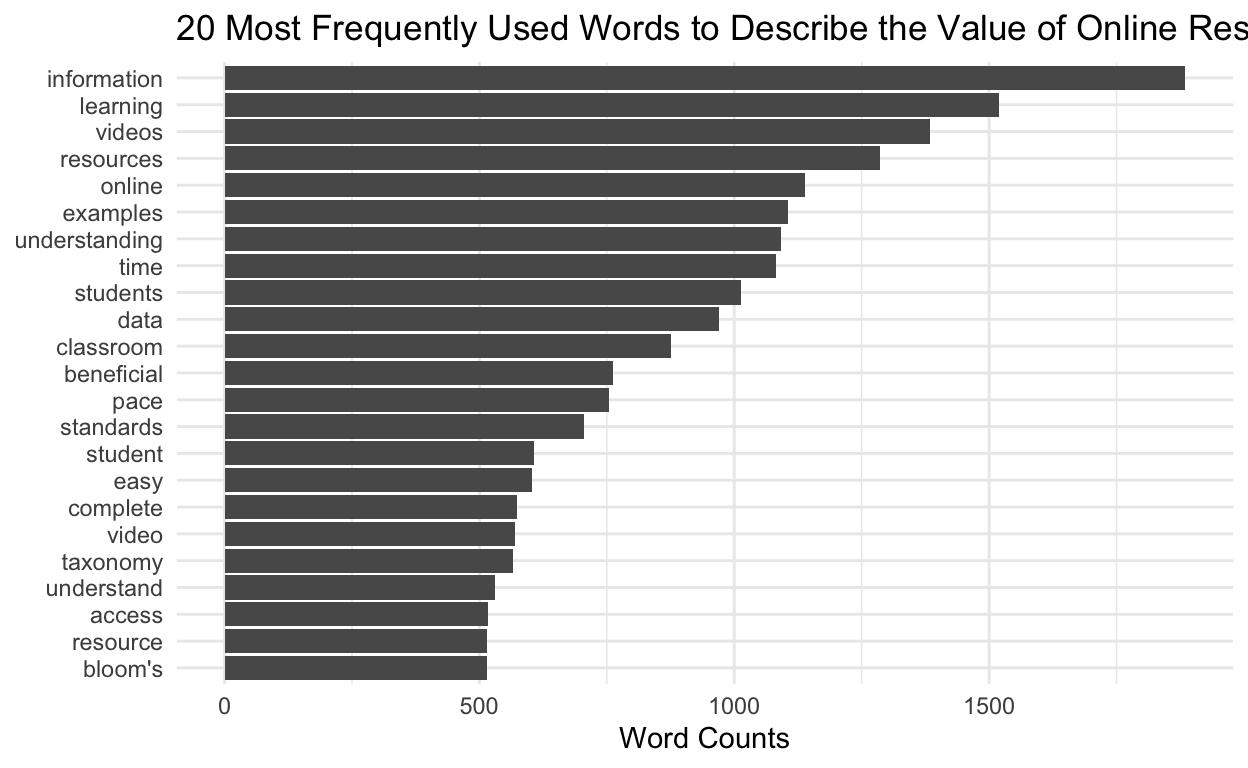 20 Most Frequently Used Words to Describe the Value of Online Res
information
learning
videos
resources
online
examples
understanding
time
students
data
classroom
beneficial
pace
standards
student
easy
complete
video
taxonomy
understand
access
resource
bloom's
0 500 1000 1500
Word Counts